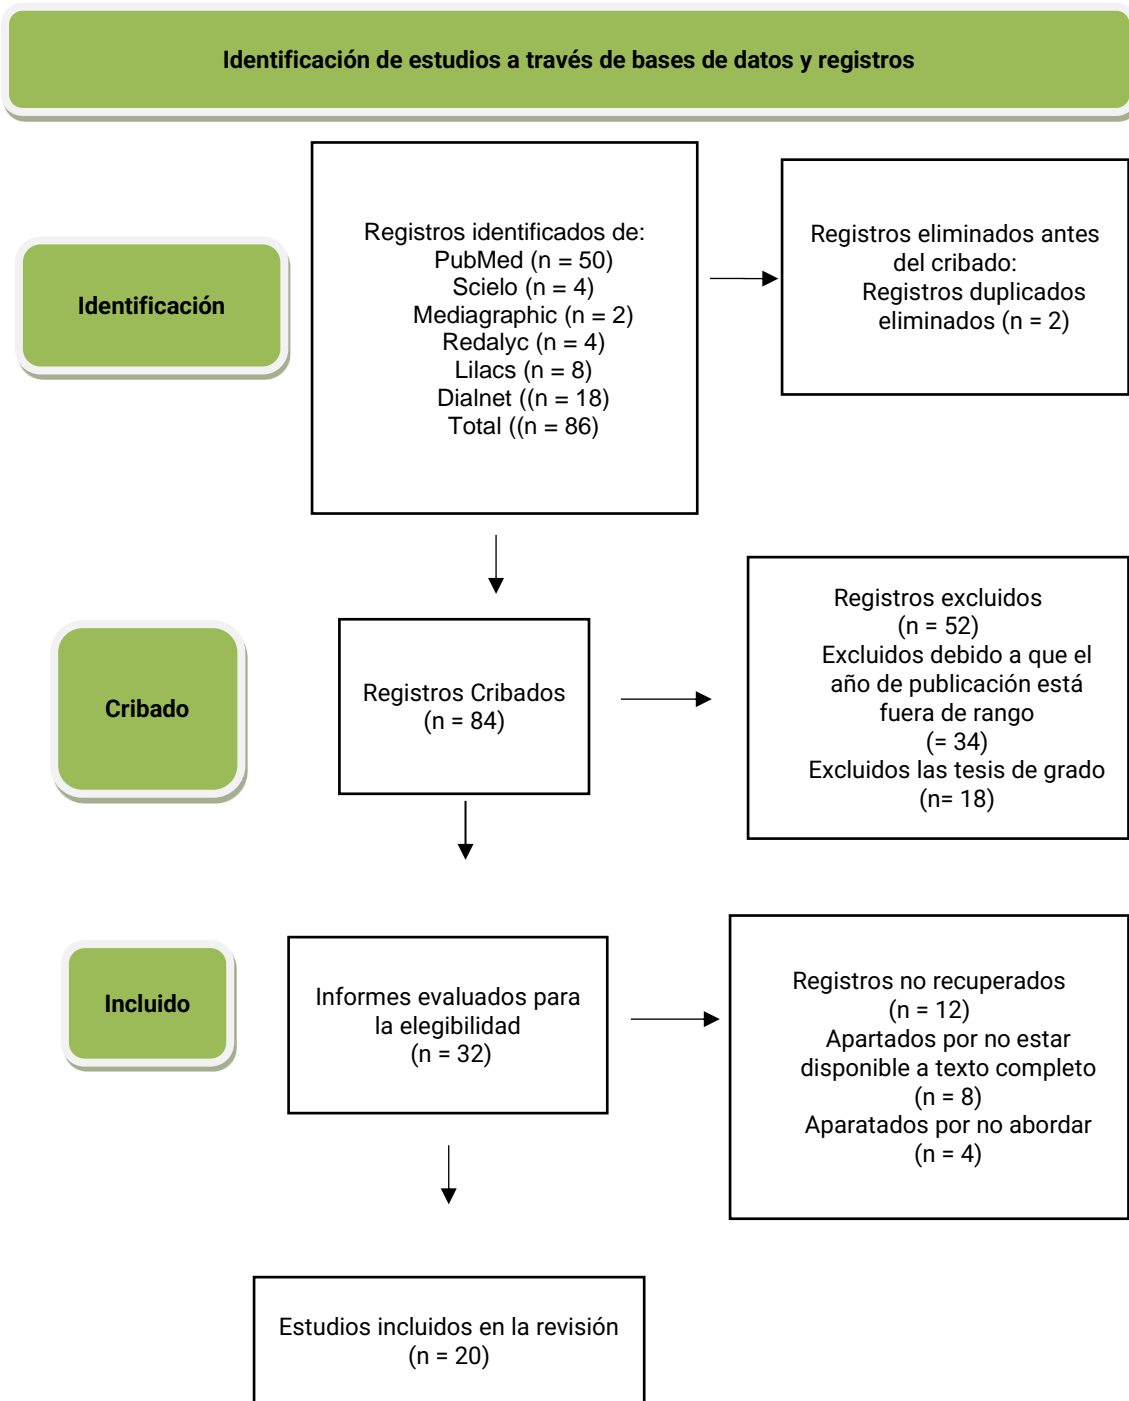 Identificación de estudios a través de bases de datos y registros
Identificación
Registros identificados de:
PubMed (n = 50)
Scielo (n = 4)
Mediagraphic (n = 2)
Redalyc (n = 4)
Lilacs (n = 8)
Dialnet ((n = 18)
Total ((n = 86)
Registros eliminados antes
del cribado:
Registros duplicados
eliminados (n = 2)
Cribado
Registros Cribados
(n = 84)
Registros excluidos
(n = 52)
Excluidos debido a que el
año de publicación está
fuera de rango
(= 34)
Excluidos las tesis de grado
(n= 18)
Incluido
Informes evaluados para
la elegibilidad
(n = 32)
Registros no recuperados
(n = 12)
Apartados por no estar
disponible a texto completo
(n = 8)
Aparatados por no abordar
(n = 4)
Estudios incluidos en la revisión
(n = 20)